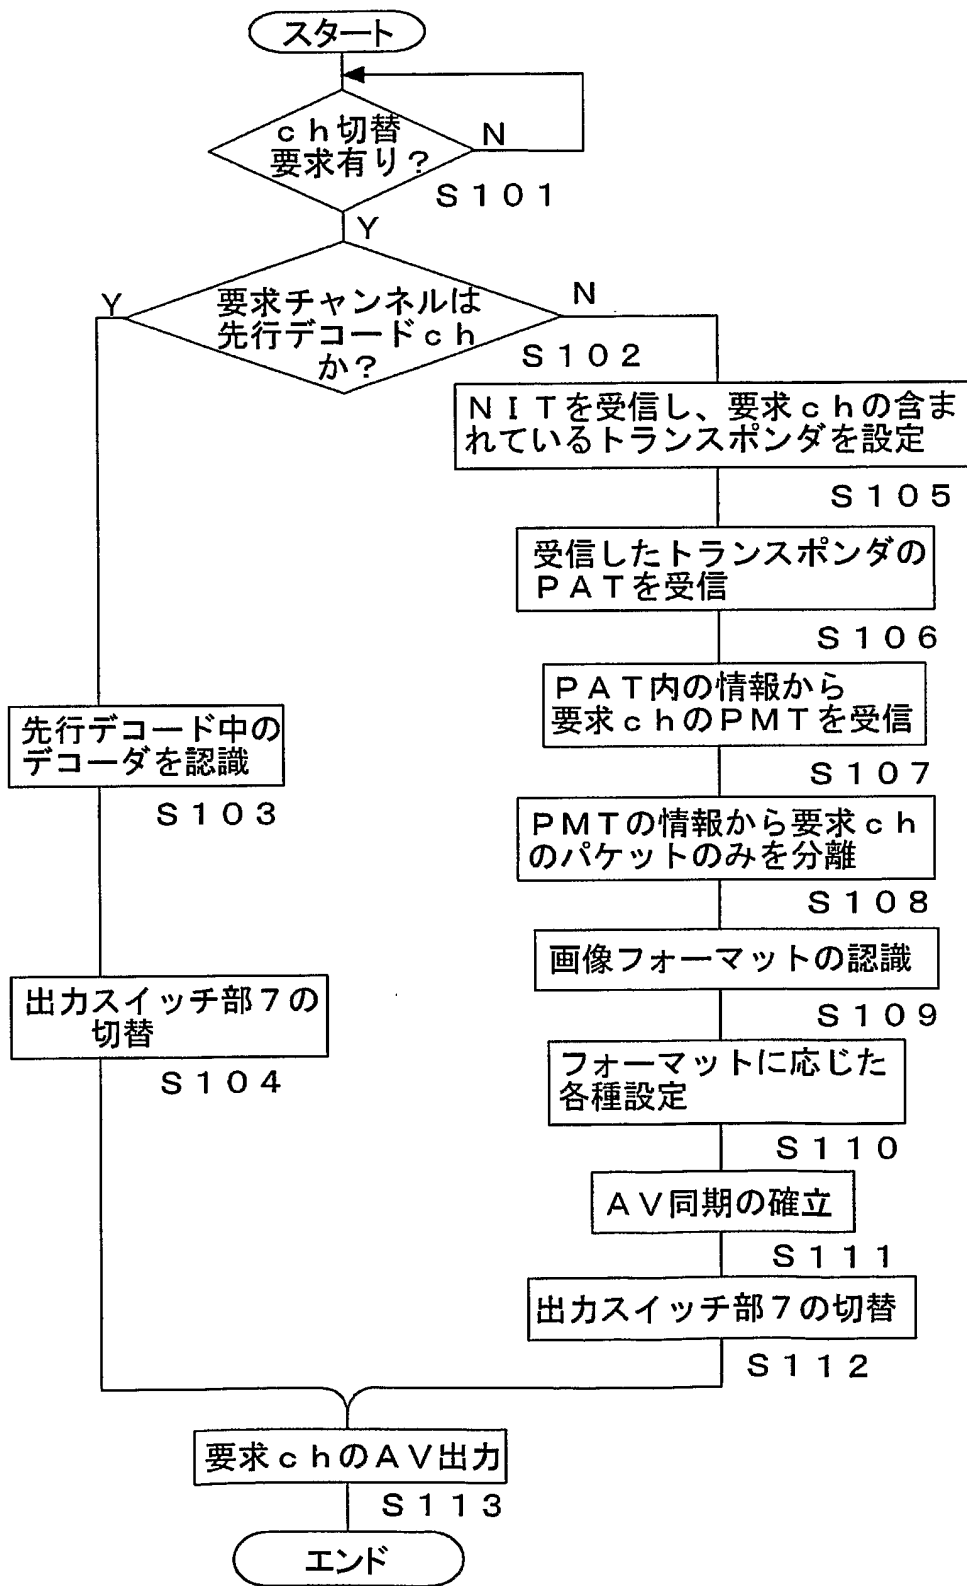 スタート
ch切替
要求有り?
N
S101
Y
要求チャンネルは
先行デコードch
か?
Y
N
S102
NITを受信し、要求chの含ま
れているトランスポンダを設定
S105
受信したトランスポンダの
PATを受信
S106
PAT内の情報から
要求chのPMTを受信
S107
先行デコード中の
デコーダを認識
S103
PMTの情報から要求ch
のパケットのみを分離
S108
画像フォーマットの認識
S109
出力スイッチ部7の
切替
S104
フォーマットに応じた
各種設定
S110
AV同期の確立
S111
出力スイッチ部7の切替
S112
要求chのAV出力
S113
エンド